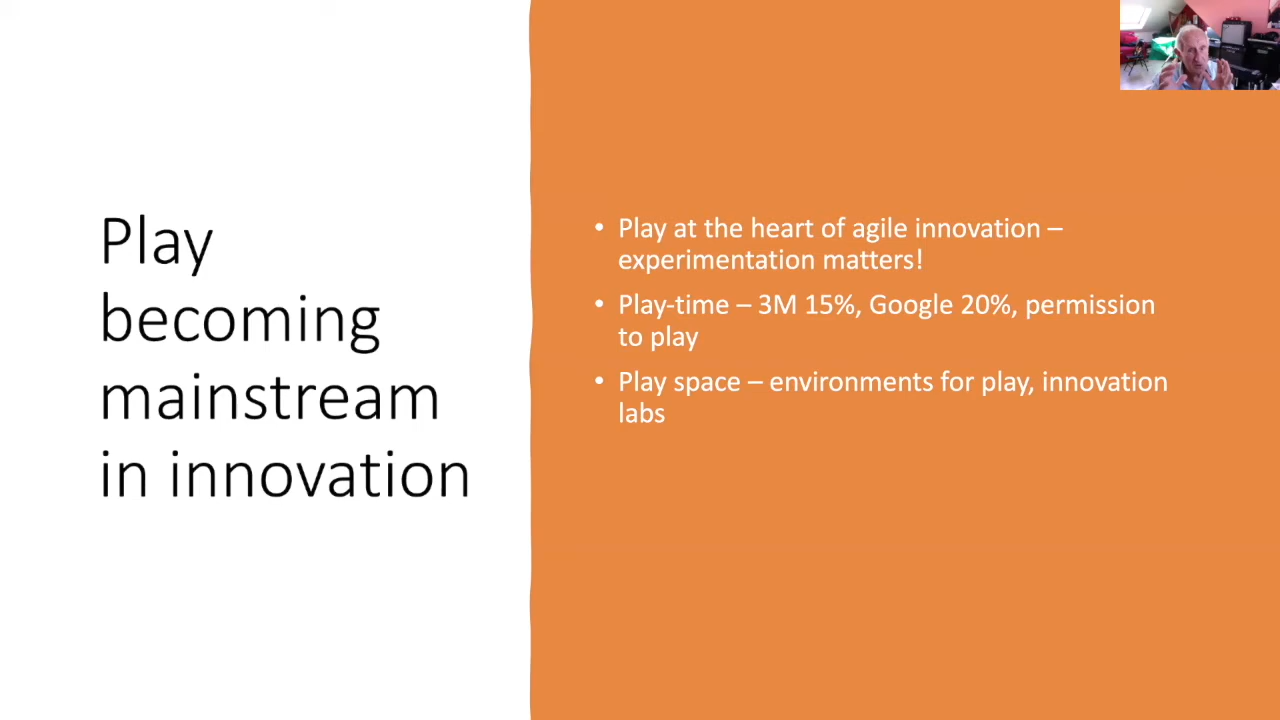 Play
becoming
mainstream
in innovation
• Play at the heart of agile innovation –
experimentation matters!
• Play-time – 3M 15%, Google 20%, permission
to play
• Play space – environments for play, innovation
labs